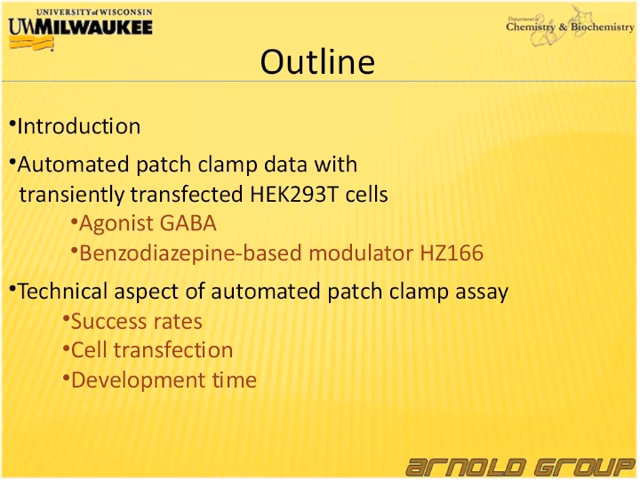 UNIVERSITY of WISCONSIN
UWMILWAUKEE
Department of
Chemistry & Biochemistry
Outline
•Introduction
•Automated patch clamp data with
transiently transfected HEK293T cells
•Agonist GABA
•Benzodiazepine-based modulator HZ166
•Technical aspect of automated patch clamp assay
•Success rates
•Cell transfection
•Development time
ARNOLD GROUP